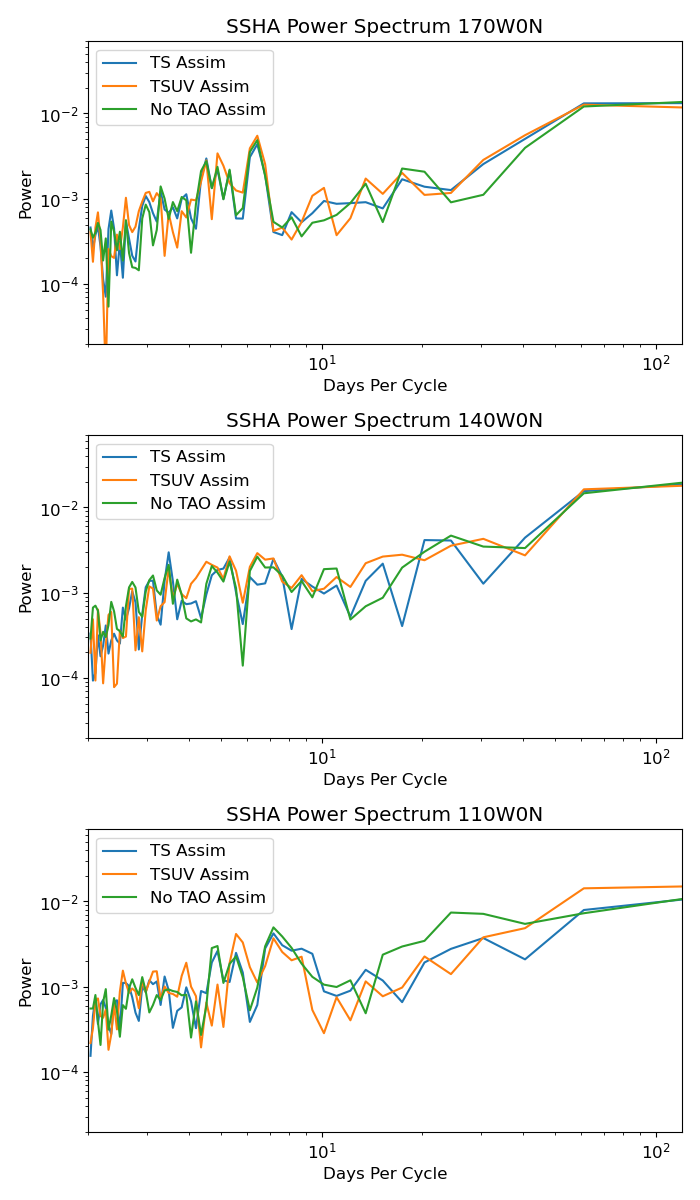 SSHA Power Spectrum 170W0N
TS Assim
TSUV Assim
No TAO Assim
10⁻²
10⁻³
10⁻⁴
Power
10¹
10²
Days Per Cycle
SSHA Power Spectrum 140W0N
TS Assim
TSUV Assim
No TAO Assim
10⁻²
10⁻³
10⁻⁴
Power
10¹
10²
Days Per Cycle
SSHA Power Spectrum 110W0N
TS Assim
TSUV Assim
No TAO Assim
10⁻²
10⁻³
10⁻⁴
Power
10¹
10²
Days Per Cycle